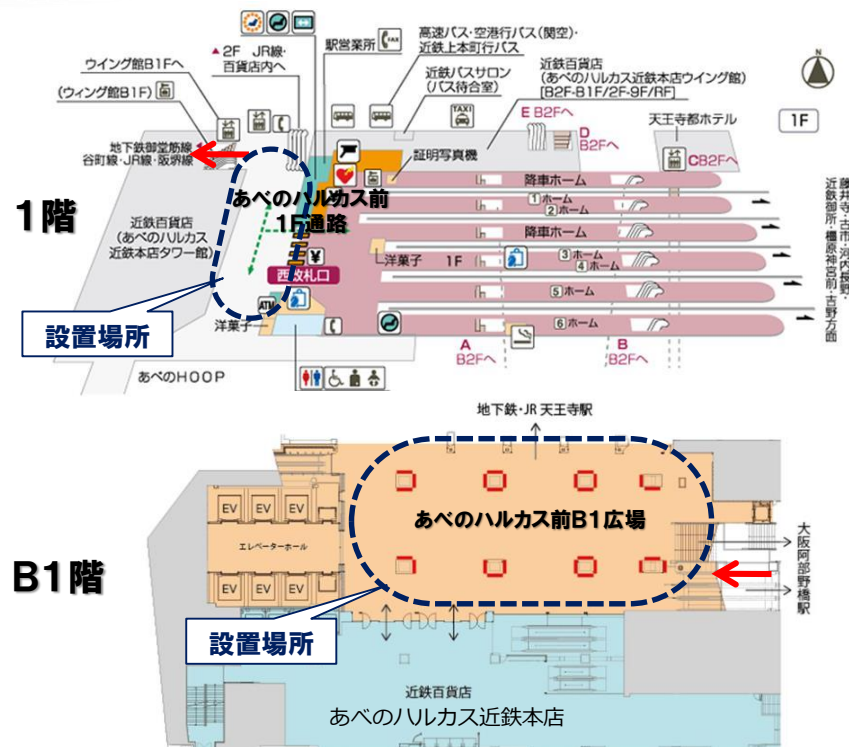 高速バス・空港行バス(関空)・
近鉄上本町行バス
駅営業所
FAX
▲2F JR線・
百貨店内へ
ウイング館B1Fへ
(ウィング館B1F)
近鉄バスサロン
(バス待合室)
近鉄百貨店
(あべのハルカス近鉄本店ウイング館)
[B2F-B1F/2F-9F/RF]
N
1F
TAXI
E B2Fへ
D
B2Fへ
天王寺都ホテル
C B2Fへ
地下鉄御堂筋線
谷町線・JR線・阪堺線
証明写真機
1階
近鉄百貨店
(あべのハルカス
近鉄本店タワー館)
あべのハルカス前
1F通路
降車ホーム
1 ホーム
2 ホーム
降車ホーム
3 ホーム
4 ホーム
5 ホーム
6 ホーム
洋菓子
1F
¥
西改札口
ATM
洋菓子
設置場所
藤井寺・古市・河内長野・
近鉄御所・橿原神宮前・吉野方面
A
B2Fへ
B
B2Fへ
あべのHOOP
地下鉄・JR 天王寺駅
B1階
EV EV EV
エレベーターホール
EV EV EV
あべのハルカス前B1広場
大阪阿部野橋駅
設置場所
近鉄百貨店
あべのハルカス近鉄本店